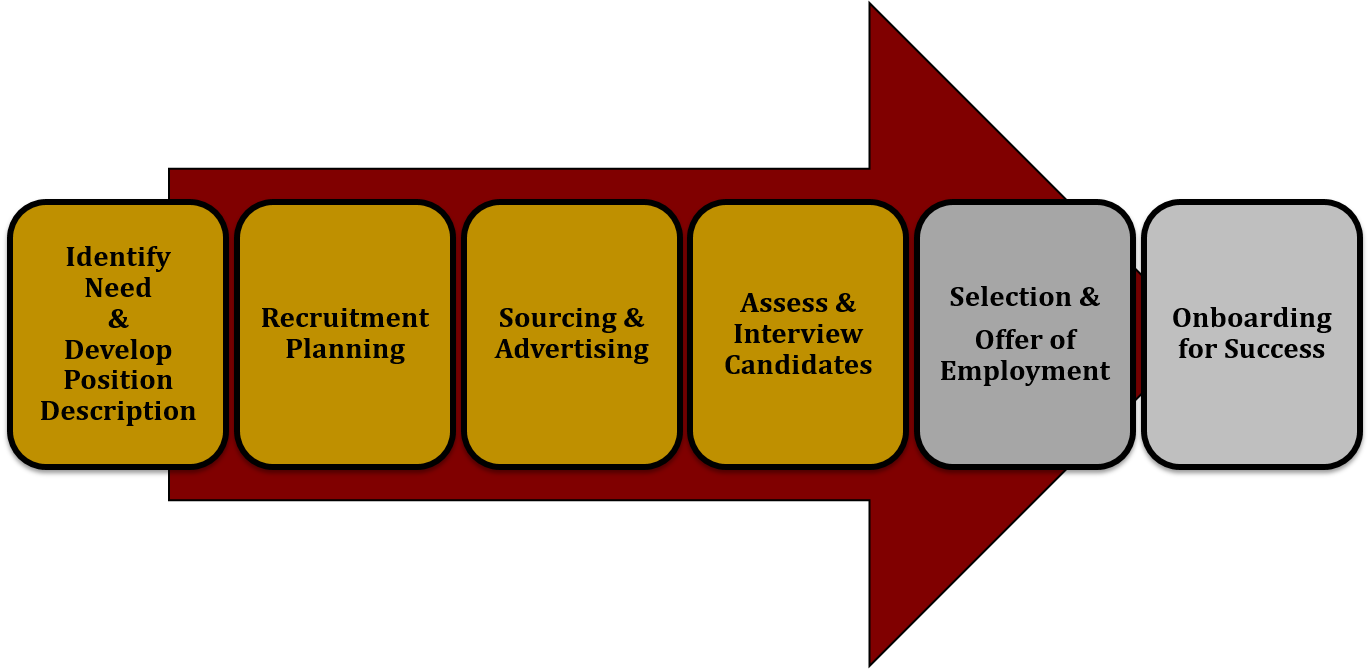 Identify
Need
&
Develop
Position
Description
Recruitment
Planning
Sourcing &
Advertising
Assess &
Interview
Candidates
Selection &
Offer of
Employment
Onboarding
for Success